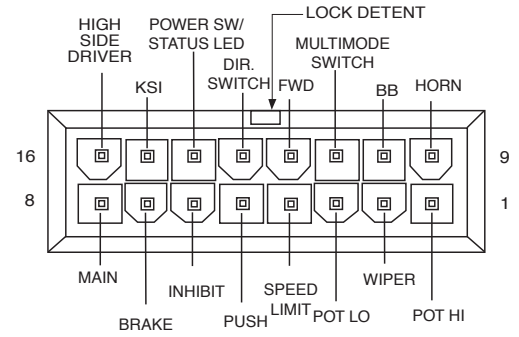 LOCK DETENT
HIGH
SIDE
DRIVER
POWER SW/
STATUS LED
KSI
DIR.
SWITCH
FWD
MULTIMODE
SWITCH
BB
HORN
16
9
8
1
MAIN
BRAKE
INHIBIT
PUSH
SPEED
LIMIT
POT LO
WIPER
POT HI